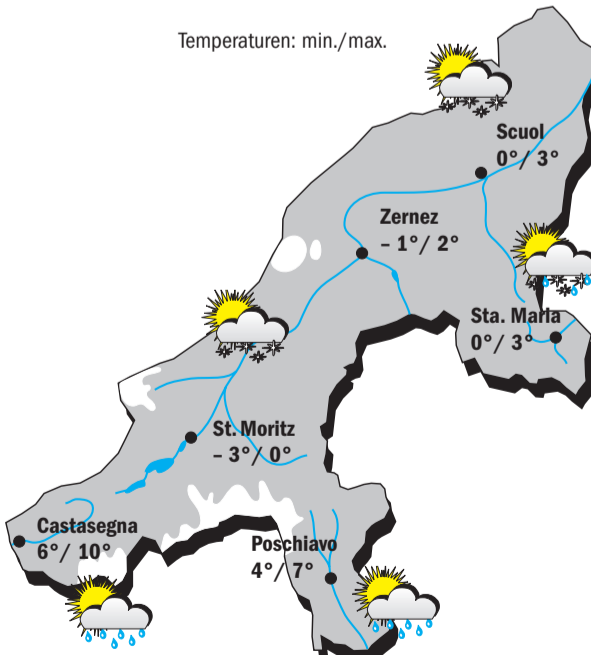 Temperaturen: min./max.
Scuol
0°/ 3°
Zernez
– 1°/ 2°
Sta. Maria
0°/ 3°
St. Moritz
– 3°/ 0°
Castasegna
6°/ 10°
Poschiavo
4°/ 7°